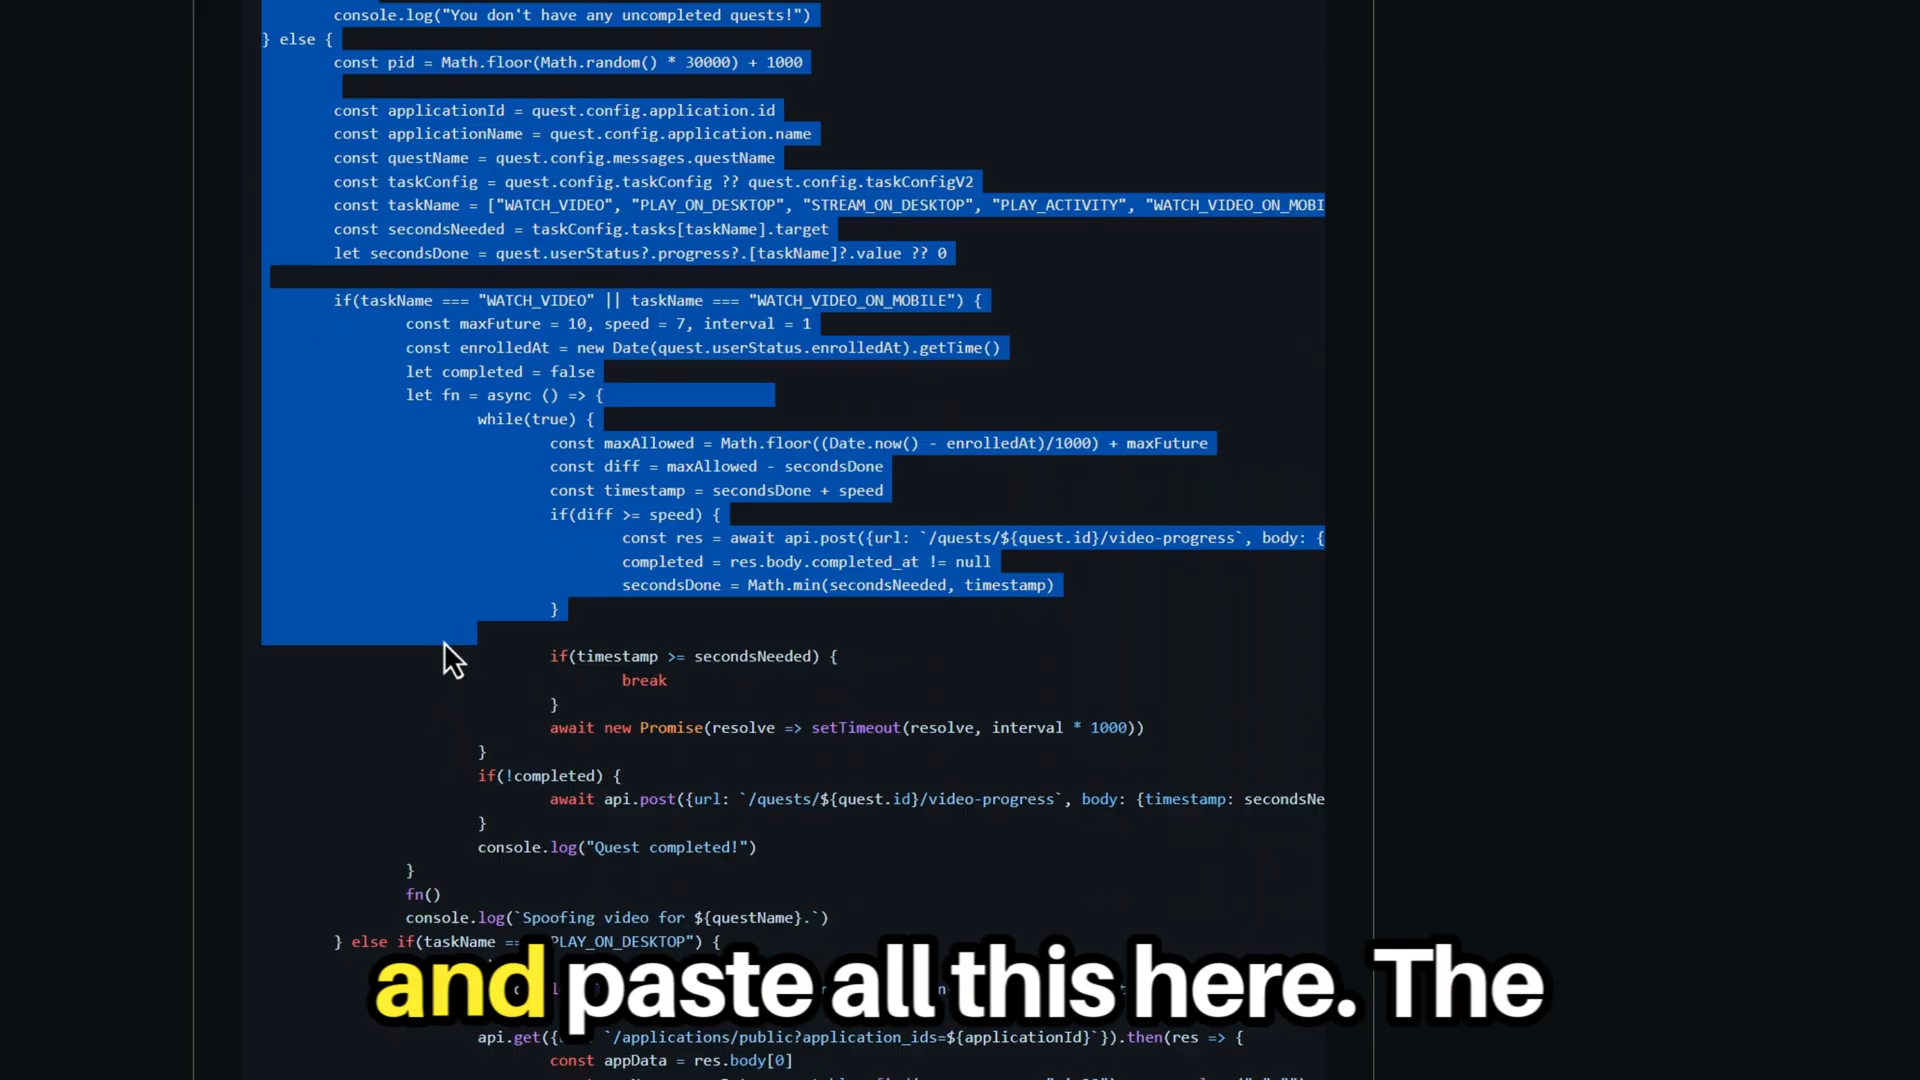 console.log("You don't have any uncompleted quests!")
} else {
const pid = Math.floor(Math.random() * 30000) + 1000
const applicationId = quest.config.application.id
const applicationName = quest.config.application.name
const questName = quest.config.messages.questName
const taskConfig = quest.config.taskConfig ?? quest.config.taskConfigV2
const taskName = ["WATCH_VIDEO", "PLAY_ON_DESKTOP", "STREAM_ON_DESKTOP", "PLAY_ACTIVITY", "WATCH_VIDEO_ON_MOBI
const secondsNeeded = taskConfig.tasks[taskName].target
let secondsDone = quest.userStatus?.progress?.[taskName]?.value ?? 0
if(taskName === "WATCH_VIDEO" || taskName === "WATCH_VIDEO_ON_MOBILE") {
const maxFuture = 10, speed = 7, interval = 1
const enrolledAt = new Date(quest.userStatus.enrolledAt).getTime()
let completed = false
let fn = async () => {
while(true) {
const maxAllowed = Math.floor((Date.now() - enrolledAt)/1000) + maxFuture
const diff = maxAllowed - secondsDone
const timestamp = secondsDone + speed
if(diff >= speed) {
const res = await api.post({url: `/quests/${quest.id}/video-progress`, body: {
completed = res.body.completed_at != null
secondsDone = Math.min(secondsNeeded, timestamp)
}
if(timestamp >= secondsNeeded) {
break
}
await new Promise(resolve => setTimeout(resolve, interval * 1000))
}
if(!completed) {
await api.post({url: `/quests/${quest.id}/video-progress`, body: {timestamp: secondsNe
}
console.log("Quest completed!")
}
fn()
console.log(`Spoofing video for ${questName}.`)
} else if(taskName == PLAY_ON_DESKTOP") {
and paste all this here. The
api.get({ `/applications/public?application_ids=${applicationId}`}).then(res => {
const appData = res.body[0]